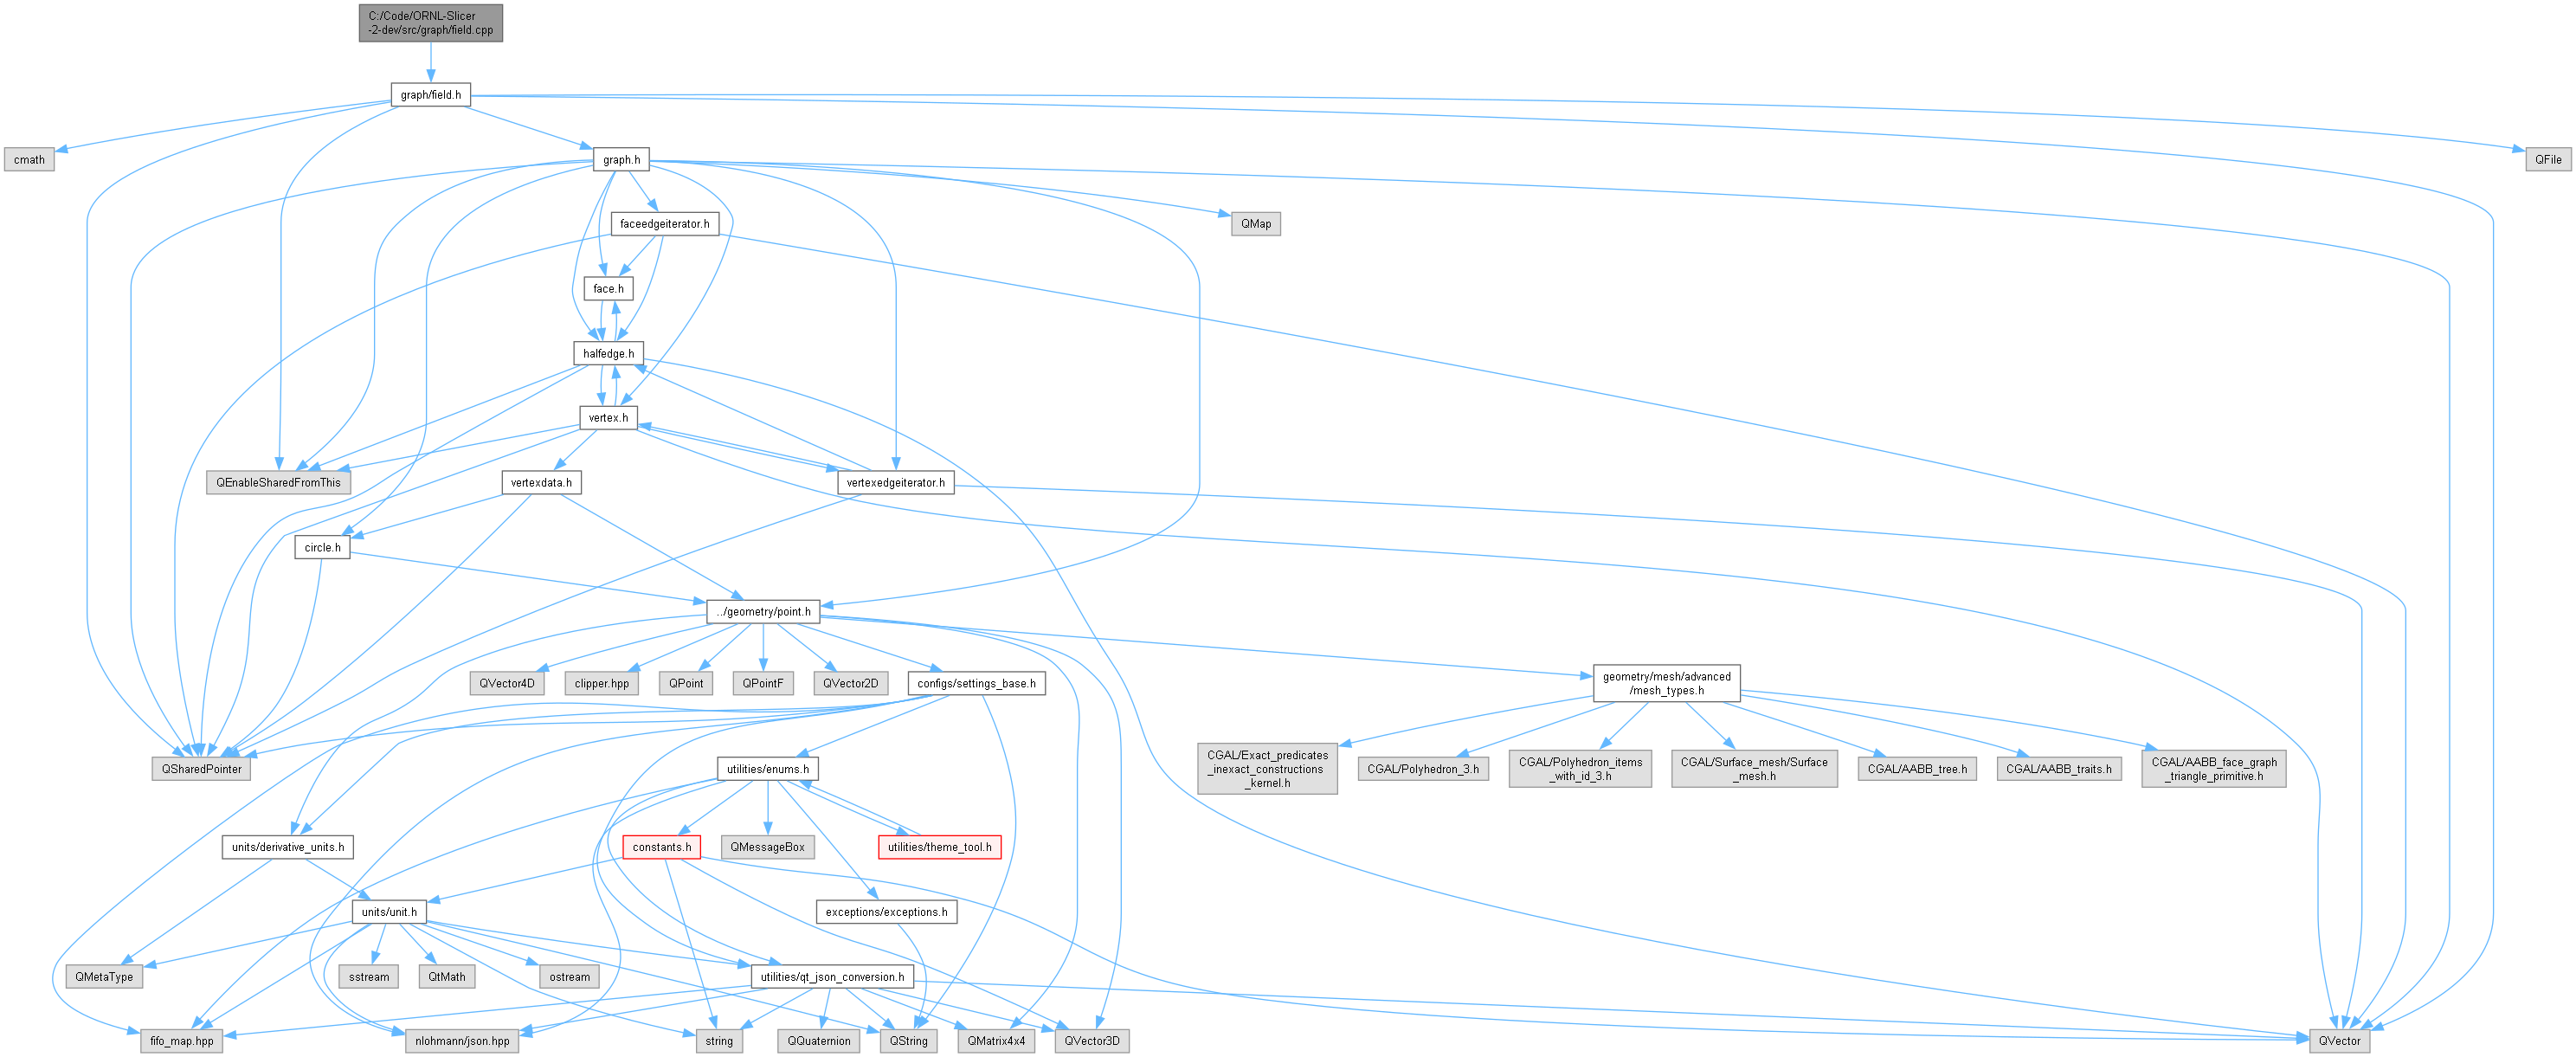 C:/Code/ORNL-Slicer
-2-dev/src/graph/field.cpp
graph/field.h
cmath
graph.h
QFile
faceedgeiterator.h
QMap
face.h
halfedge.h
vertex.h
QEnableSharedFromThis
vertexdata.h
vertexedgeiterator.h
circle.h
../geometry/point.h
QVector4D
clipper.hpp
QPoint
QPointF
QVector2D
configs/settings_base.h
geometry/mesh/advanced
/mesh_types.h
QSharedPointer
utilities/enums.h
CGAL/Exact_predicates
_inexact_constructions
_kernel.h
CGAL/Polyhedron_3.h
CGAL/Polyhedron_items
_with_id_3.h
CGAL/Surface_mesh/Surface
_mesh.h
CGAL/AABB_tree.h
CGAL/AABB_traits.h
CGAL/AABB_face_graph
_triangle_primitive.h
units/derivative_units.h
constants.h
QMessageBox
utilities/theme_tool.h
units/unit.h
exceptions/exceptions.h
QMetaType
sstream
QtMath
ostream
utilities/qt_json_conversion.h
fifo_map.hpp
nlohmann/json.hpp
string
QQuaternion
QString
QMatrix4x4
QVector3D
QVector